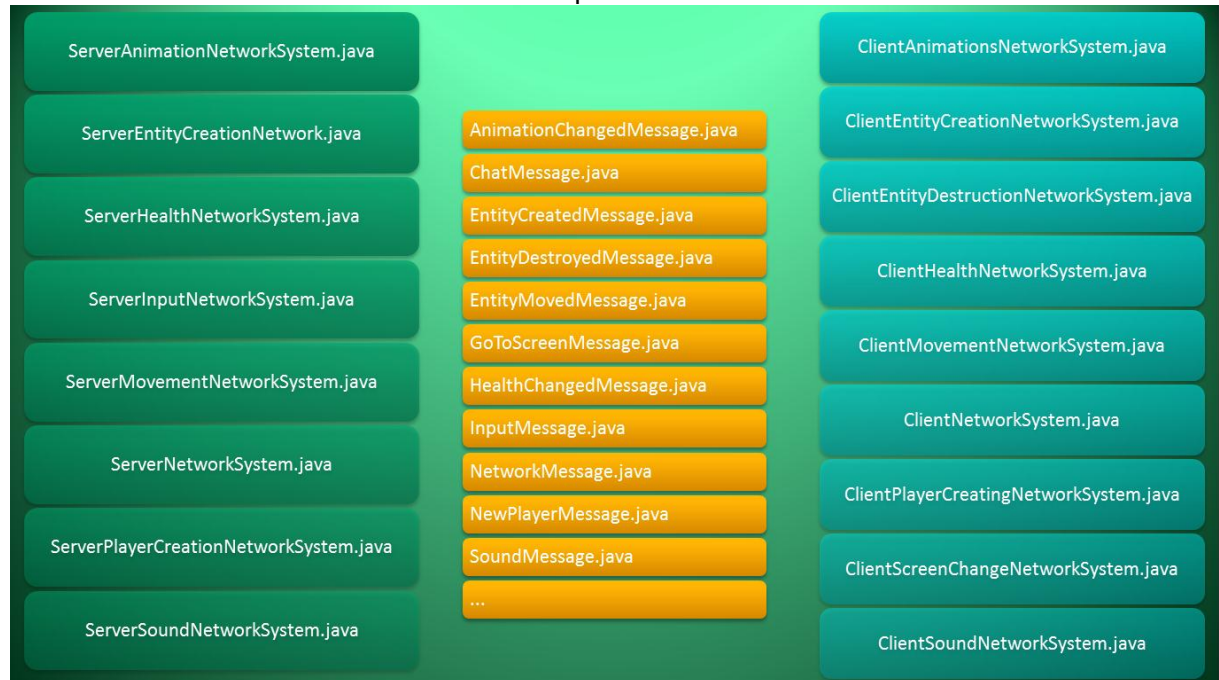 ServerAnimationNetworkSystem.java
ServerEntityCreationNetwork.java
ServerHealthNetworkSystem.java
ServerInputNetworkSystem.java
ServerMovementNetworkSystem.java
ServerNetworkSystem.java
ServerPlayerCreationNetworkSystem.java
ServerSoundNetworkSystem.java
AnimationChangedMessage.java
ChatMessage.java
EntityCreatedMessage.java
EntityDestroyedMessage.java
EntityMovedMessage.java
GoToScreenMessage.java
HealthChangedMessage.java
InputMessage.java
NetworkMessage.java
NewPlayerMessage.java
SoundMessage.java
...
ClientAnimationsNetworkSystem.java
ClientEntityCreationNetworkSystem.java
ClientEntityDestructionNetworkSystem.java
ClientHealthNetworkSystem.java
ClientMovementNetworkSystem.java
ClientNetworkSystem.java
ClientPlayerCreatingNetworkSystem.java
ClientScreenChangeNetworkSystem.java
ClientSoundNetworkSystem.java